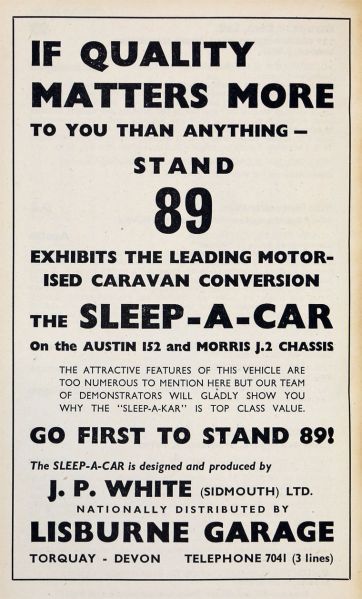 IF QUALITY
MATTERS MORE
TO YOU THAN ANYTHING —
STAND
89
EXHIBITS THE LEADING MOTOR-
ISED CARAVAN CONVERSION
THE SLEEP-A-CAR
On the AUSTIN 152 and MORRIS J.2 CHASSIS
THE ATTRACTIVE FEATURES OF THIS VEHICLE ARE
TOO NUMEROUS TO MENTION HERE BUT OUR TEAM
OF DEMONSTRATORS WILL GLADLY SHOW YOU
WHY THE "SLEEP-A-KAR" IS TOP CLASS VALUE.
GO FIRST TO STAND 89!
The SLEEP-A-CAR is designed and produced by
J. P. WHITE (SIDMOUTH) LTD.
NATIONALLY DISTRIBUTED BY
LISBURNE GARAGE
TORQUAY - DEVON TELEPHONE 7041 (3 lines)